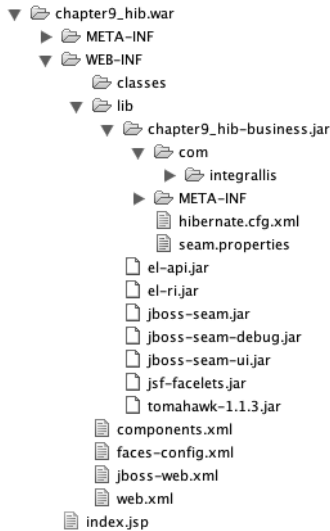 chapter9_hib.war
META-INF
WEB-INF
classes
lib
chapter9_hib-business.jar
com
integrallis
META-INF
hibernate.cfg.xml
seam.properties
el-api.jar
el-ri.jar
jboss-seam.jar
jboss-seam-debug.jar
jboss-seam-ui.jar
jsf-facelets.jar
tomahawk-1.1.3.jar
components.xml
faces-config.xml
jboss-web.xml
web.xml
index.jsp